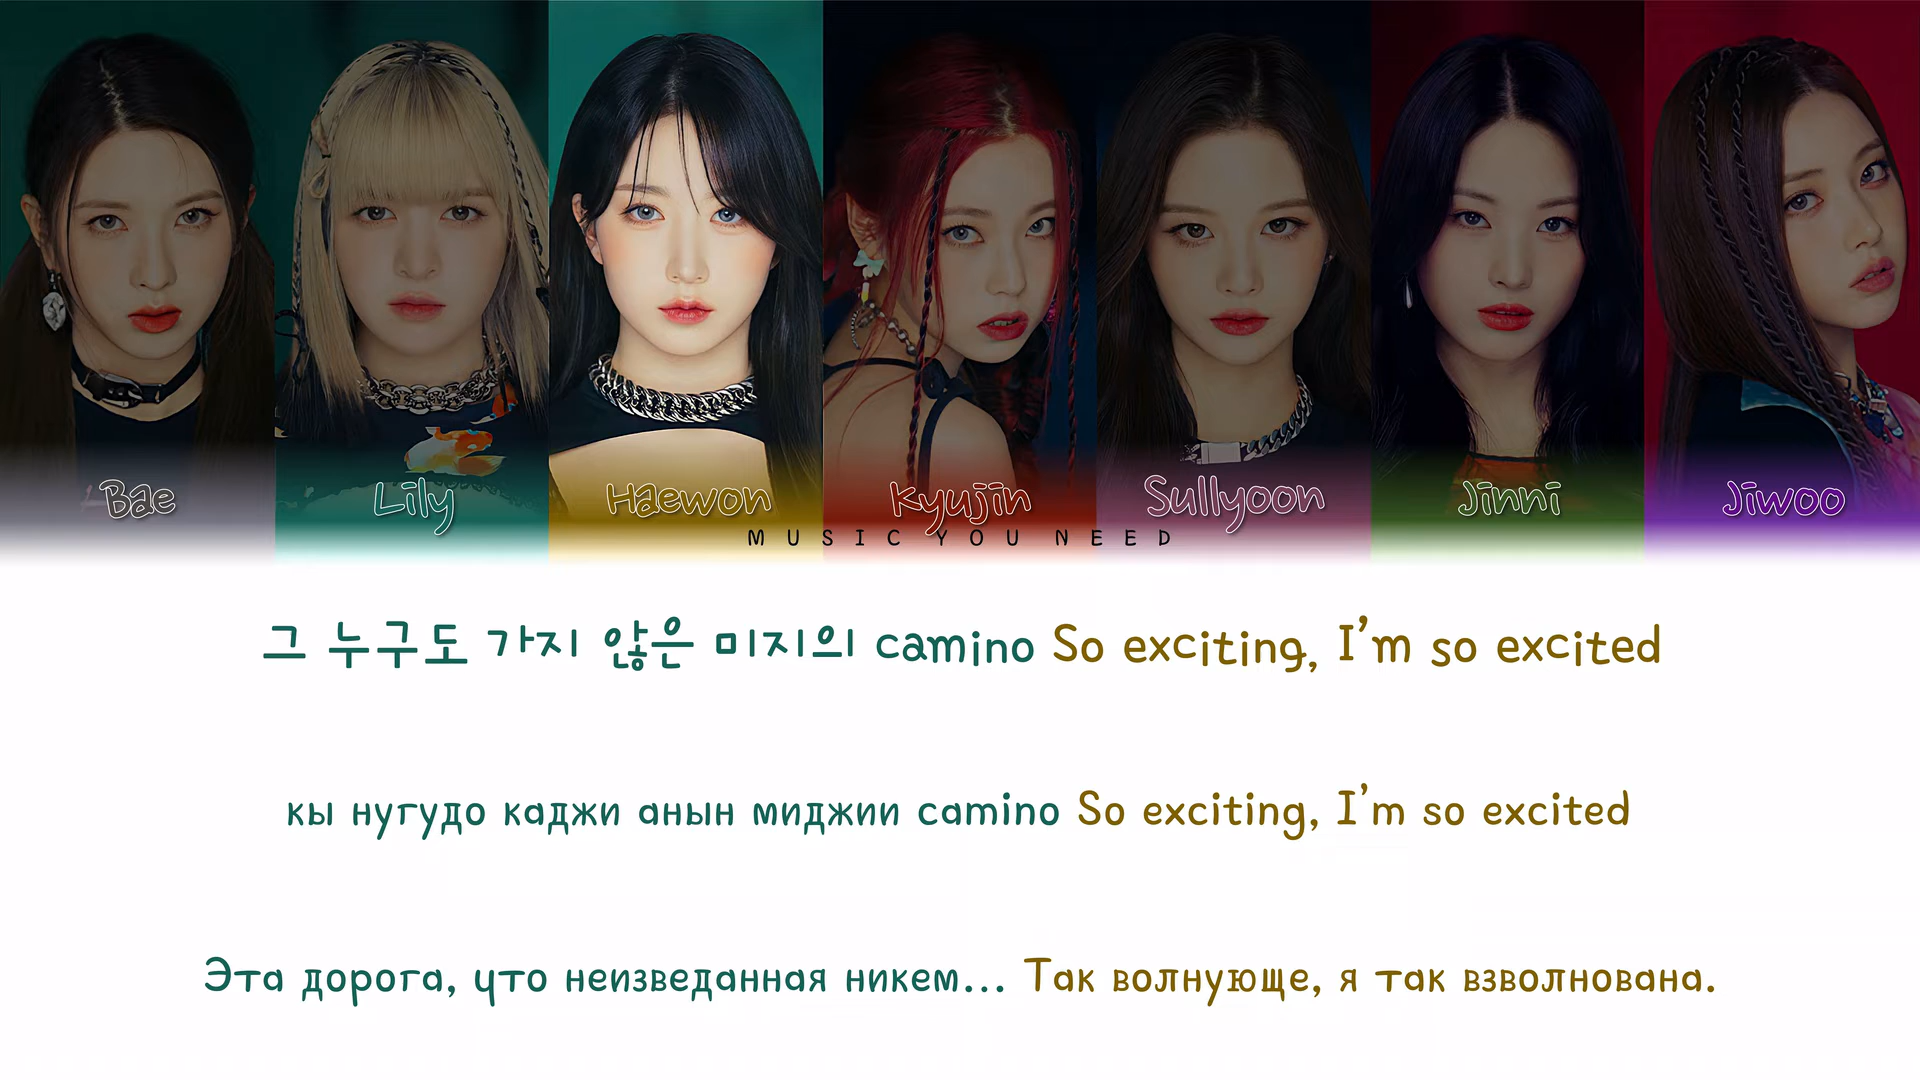 Bae Lily Haewon Kyujin Sullyoon Jinni Jiwoo
MUSIC YOU NEED
그 누구도 가지 않은 미지의 camino So exciting, I'm so excited
кы нугудо каджи анын миджии camino So exciting, I'm so excited
Эта дорога, что неизведанная никем... Так волнующе, я так взволнована.